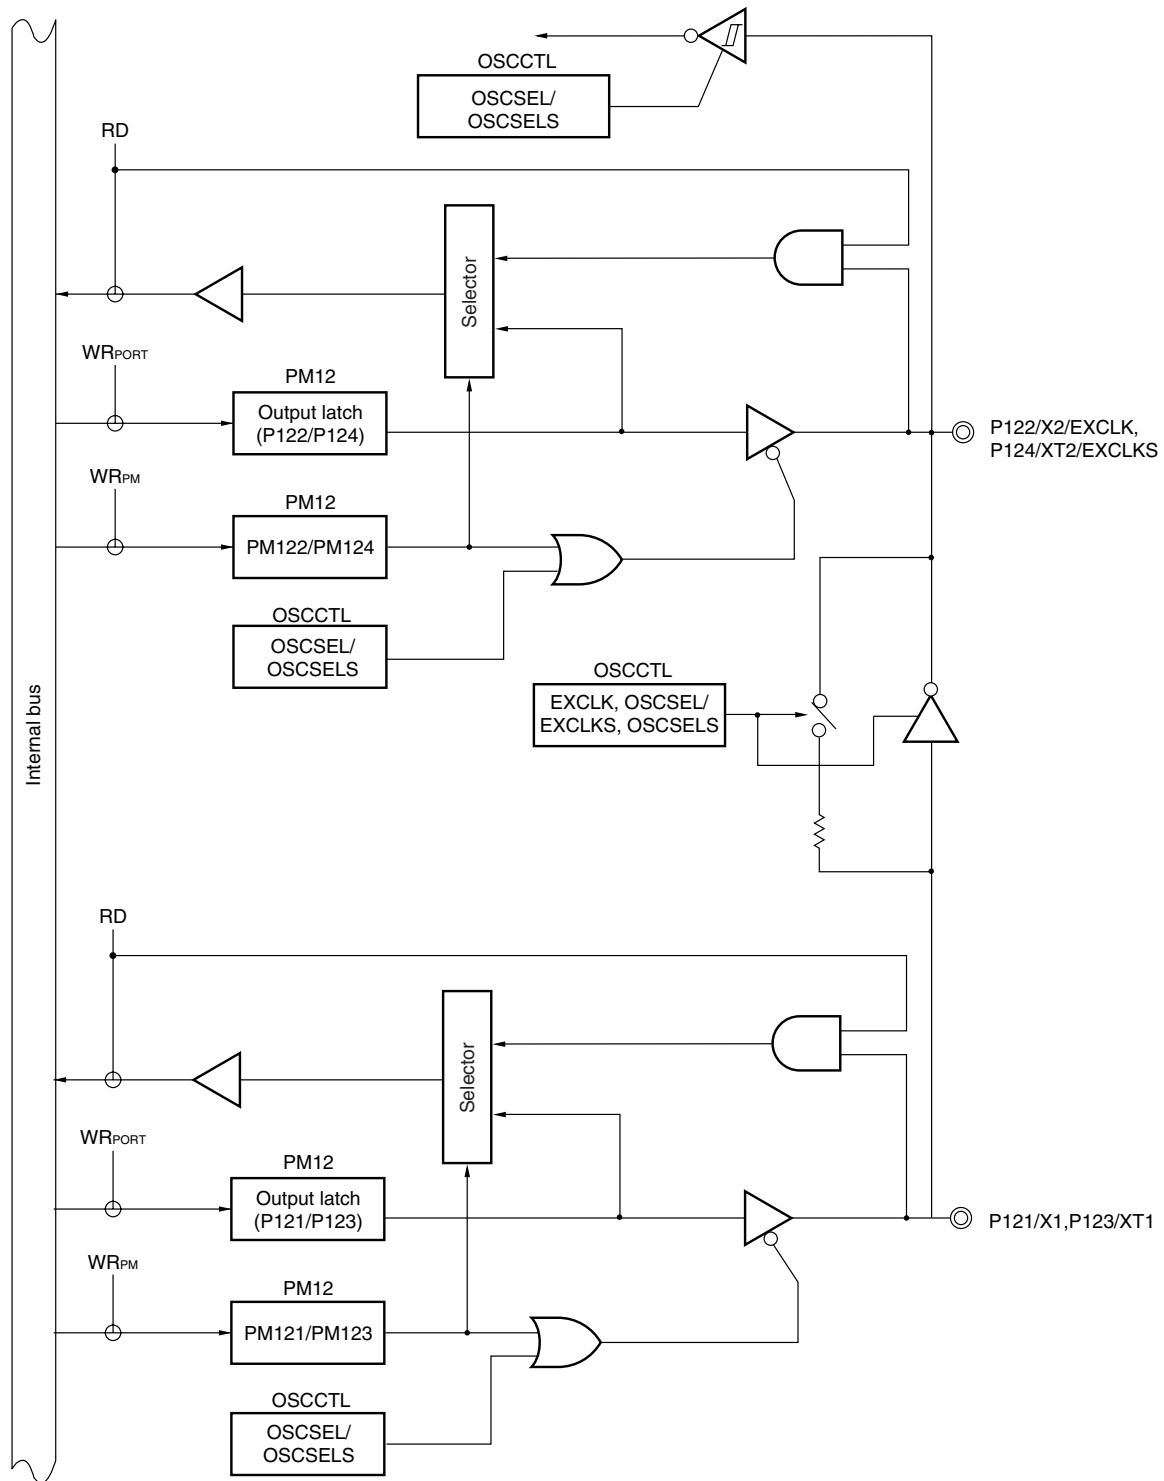 OSCCTL
OSCSEL/
OSCSELS
RD
Selector
WRPORT
PM12
Output latch
(P122/P124)
P122/X2/EXCLK,
P124/XT2/EXCLKS
WRPM
PM12
PM122/PM124
OSCCTL
OSCSEL/
OSCSELS
OSCCTL
EXCLK, OSCSEL/
EXCLKS, OSCSELS
Internal bus
RD
Selector
WRPORT
PM12
Output latch
(P121/P123)
P121/X1,P123/XT1
WRPM
PM12
PM121/PM123
OSCCTL
OSCSEL/
OSCSELS